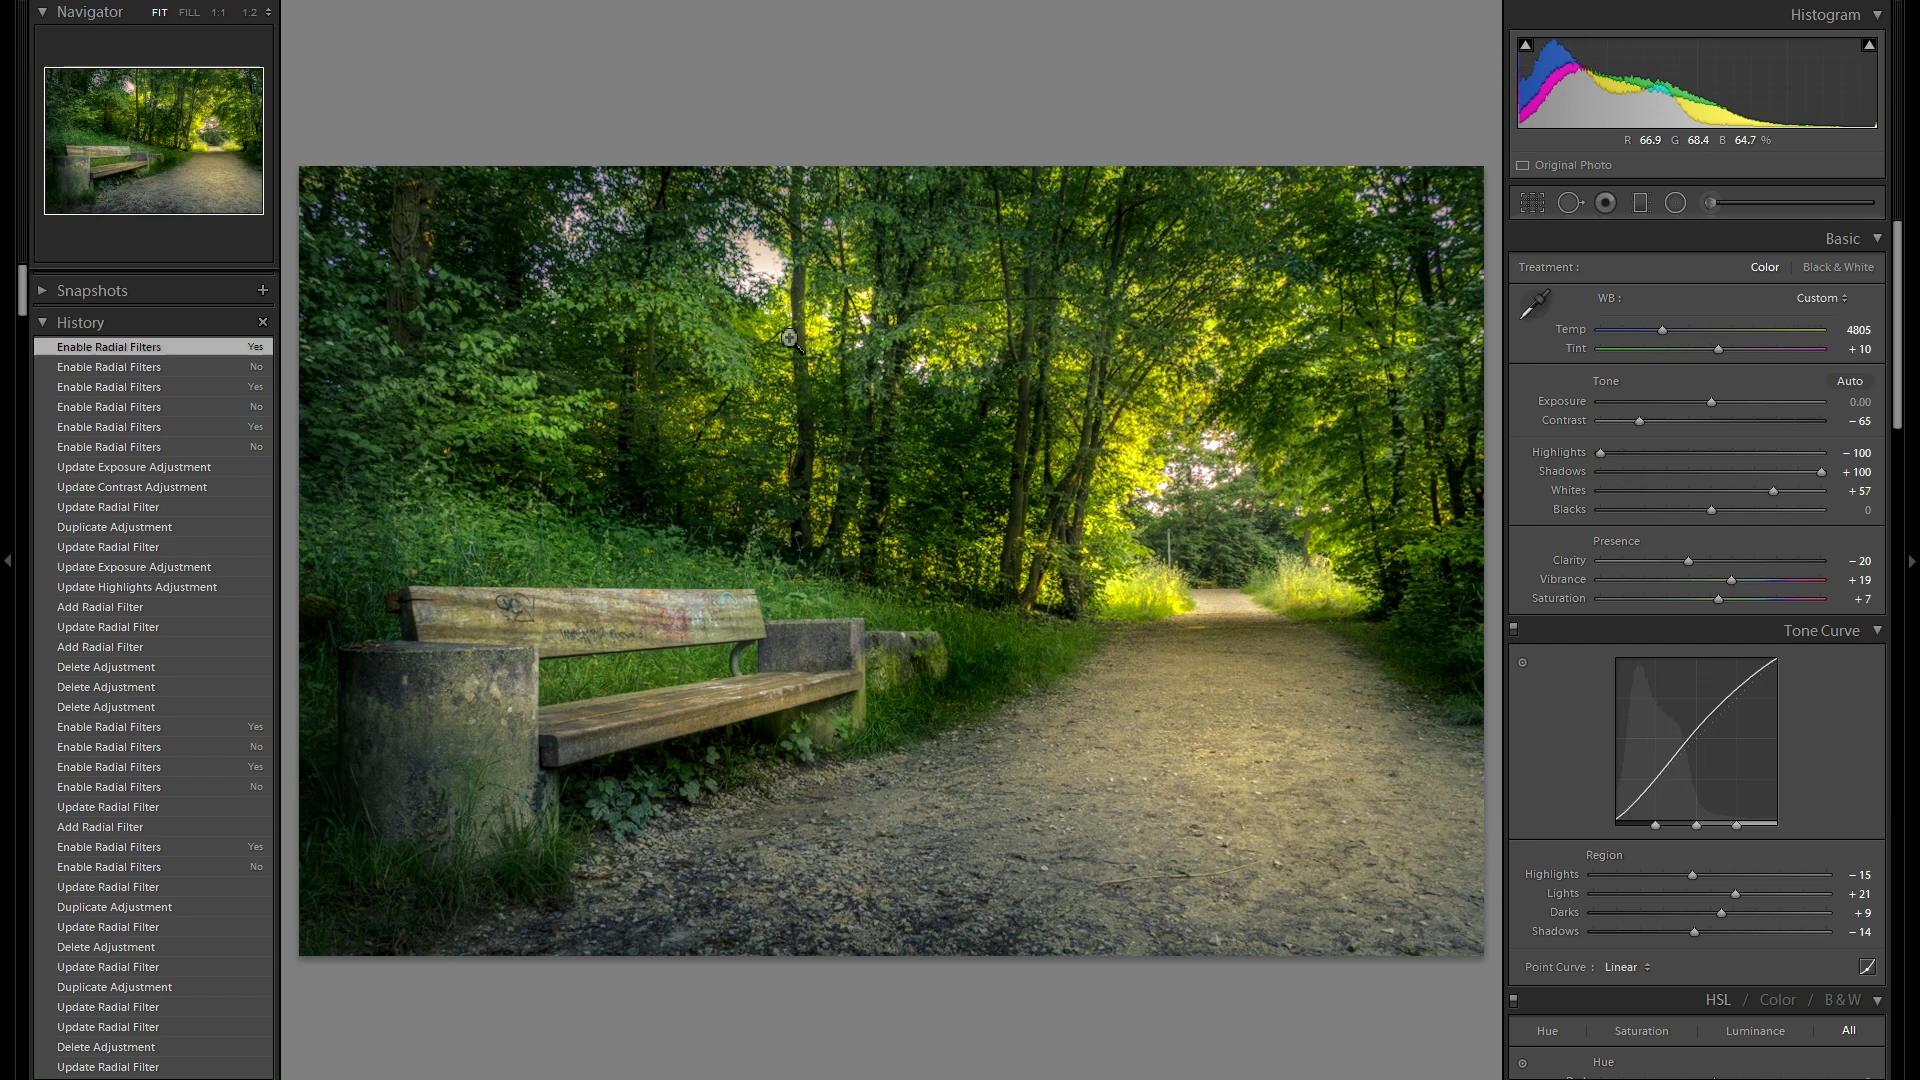 Navigator FIT FILL 1:1 1:2
Snapshots
History
Enable Radial Filters Yes
Enable Radial Filters No
Enable Radial Filters Yes
Enable Radial Filters No
Enable Radial Filters Yes
Enable Radial Filters No
Update Exposure Adjustment
Update Contrast Adjustment
Update Radial Filter
Duplicate Adjustment
Update Radial Filter
Update Exposure Adjustment
Update Highlights Adjustment
Add Radial Filter
Update Radial Filter
Add Radial Filter
Delete Adjustment
Delete Adjustment
Delete Adjustment
Enable Radial Filters Yes
Enable Radial Filters No
Enable Radial Filters Yes
Enable Radial Filters No
Update Radial Filter
Add Radial Filter
Enable Radial Filters Yes
Enable Radial Filters No
Update Radial Filter
Duplicate Adjustment
Update Radial Filter
Delete Adjustment
Update Radial Filter
Duplicate Adjustment
Update Radial Filter
Update Radial Filter
Delete Adjustment
Update Radial Filter
Histogram
R 66.9 G 68.4 B 64.7 %
Original Photo
Basic
Treatment : Color Black & White
WB : Custom
Temp 4805
Tint + 10
Tone Auto
Exposure 0.00
Contrast − 65
Highlights − 100
Shadows + 100
Whites + 57
Blacks 0
Presence
Clarity − 20
Vibrance + 19
Saturation + 7
Tone Curve
Region
Highlights − 15
Lights + 21
Darks + 9
Shadows − 14
Point Curve : Linear
HSL / Color / B & W
Hue Saturation Luminance All
Hue